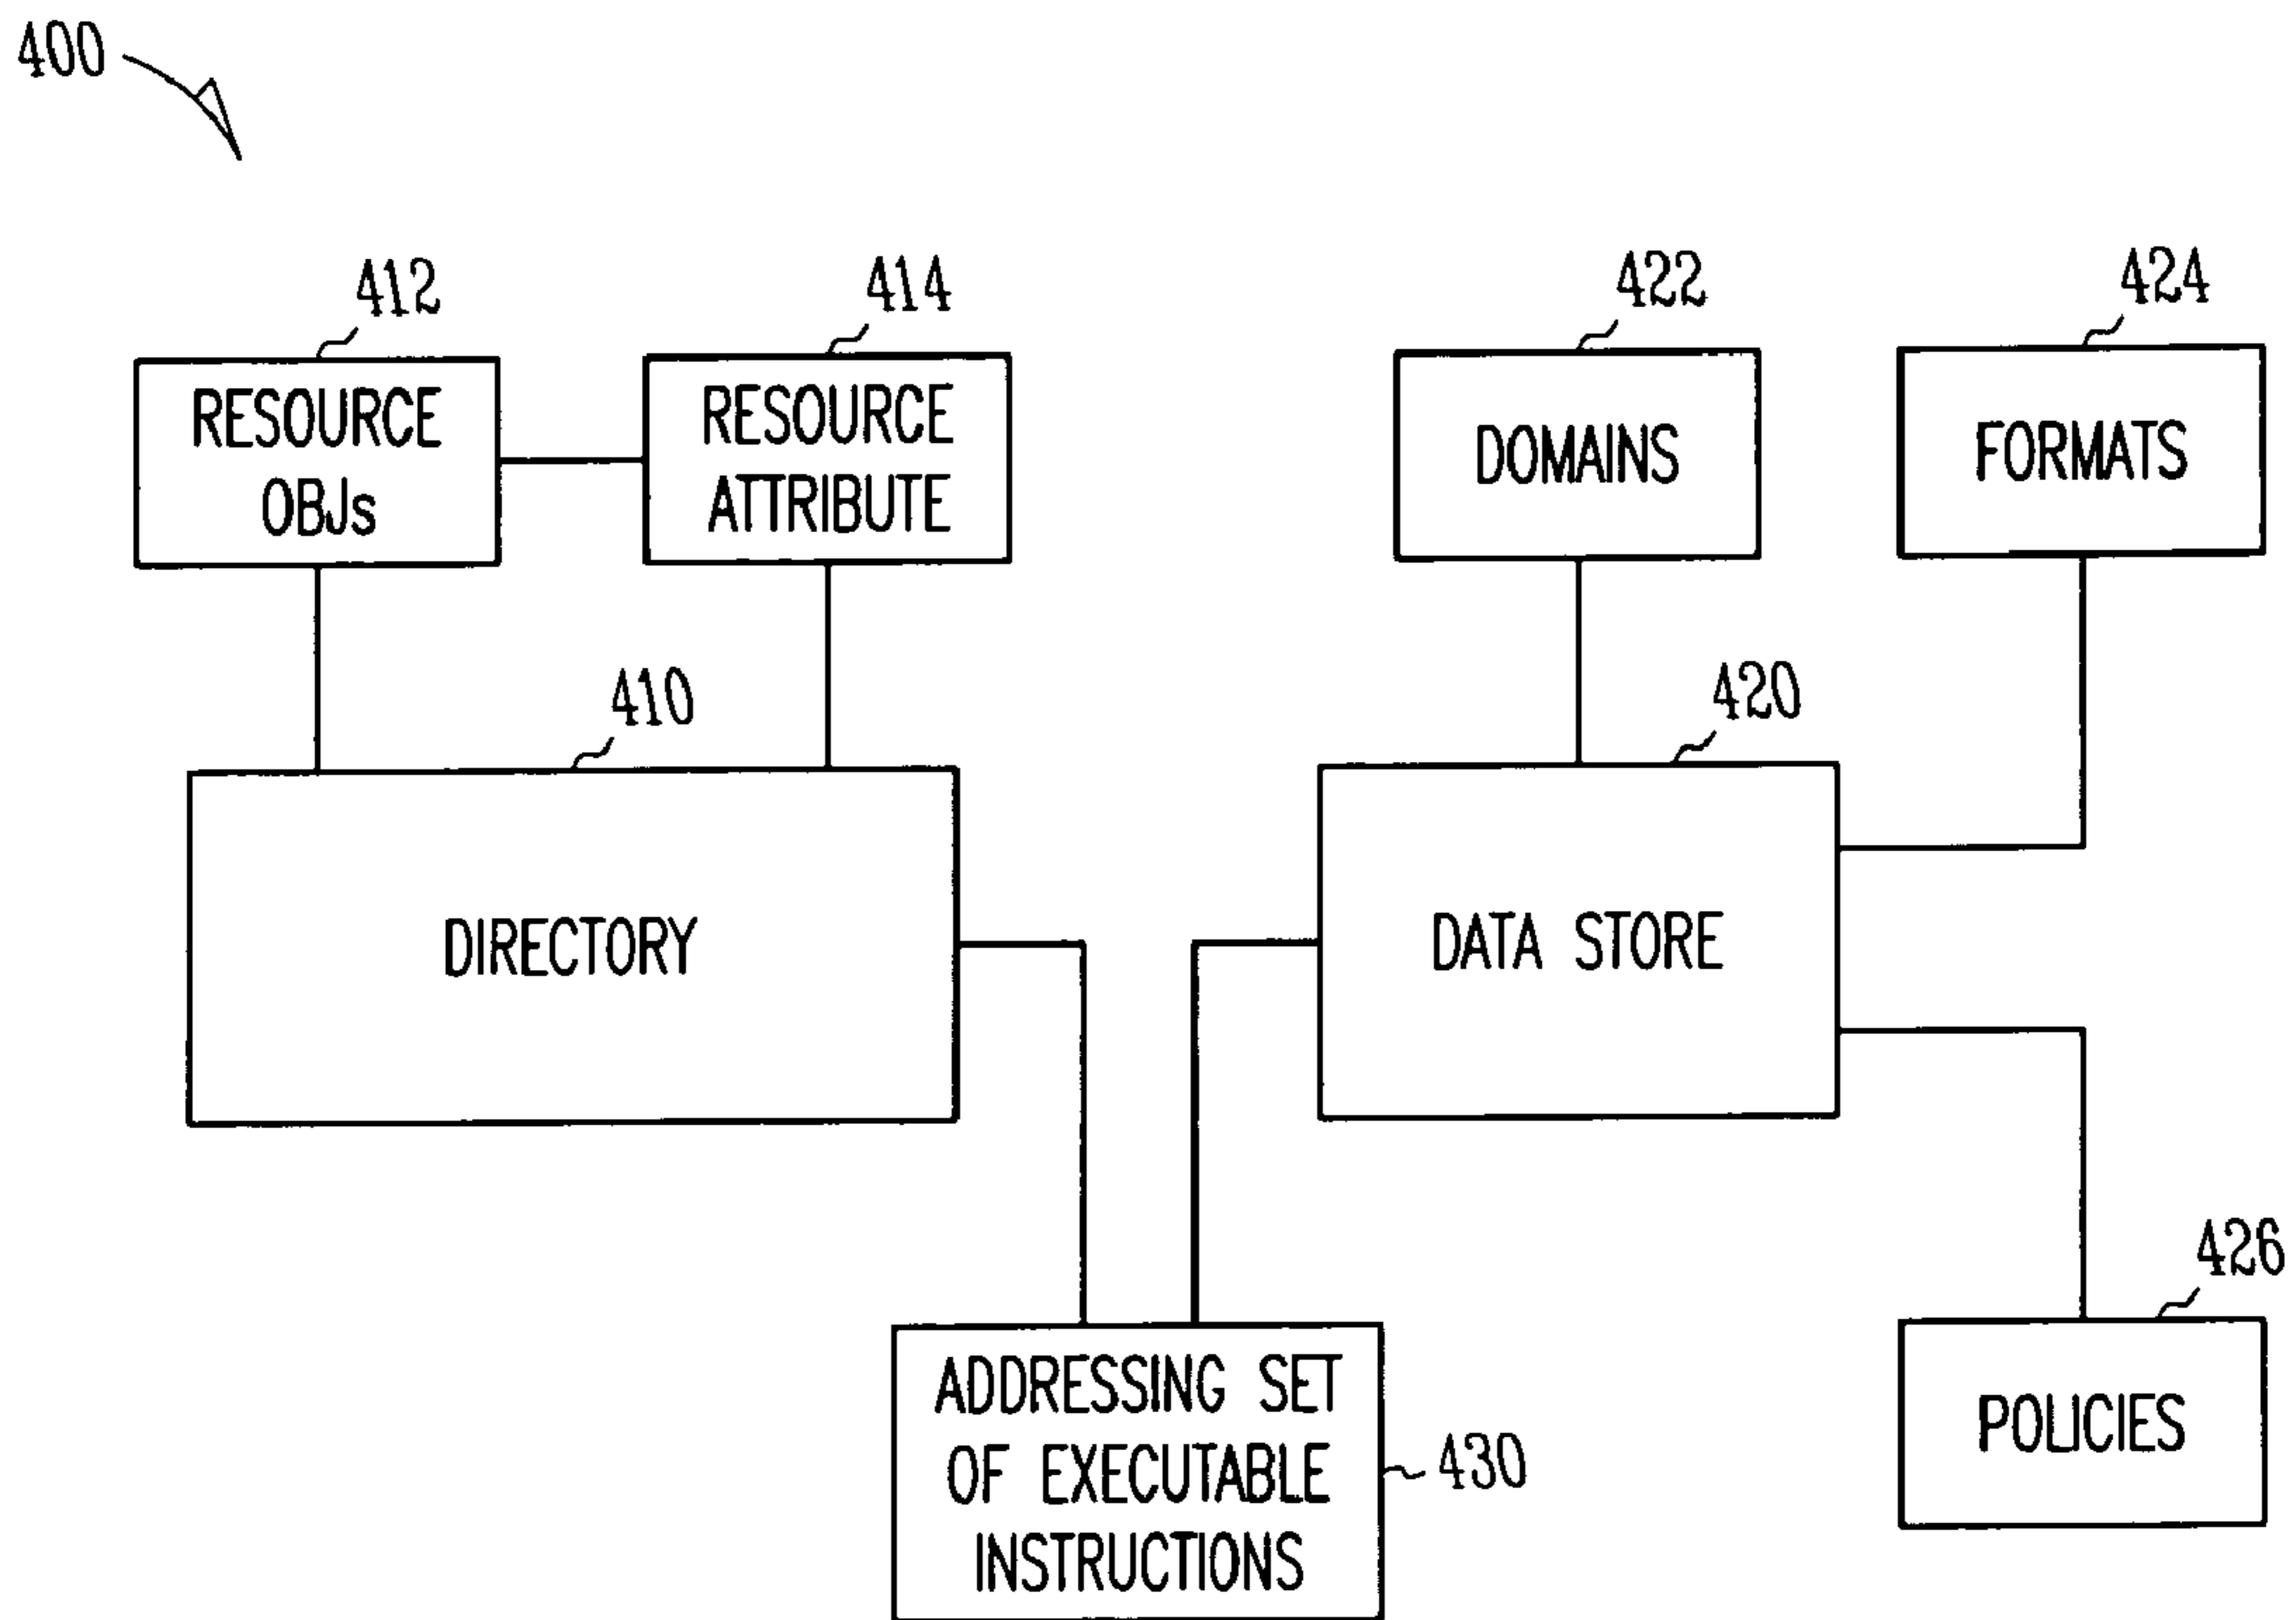 400
412
414
422
424
RESOURCE
OBJs
RESOURCE
ATTRIBUTE
DOMAINS
FORMATS
410
420
DIRECTORY
DATA STORE
426
ADDRESSING SET
OF EXECUTABLE
INSTRUCTIONS
430
POLICIES